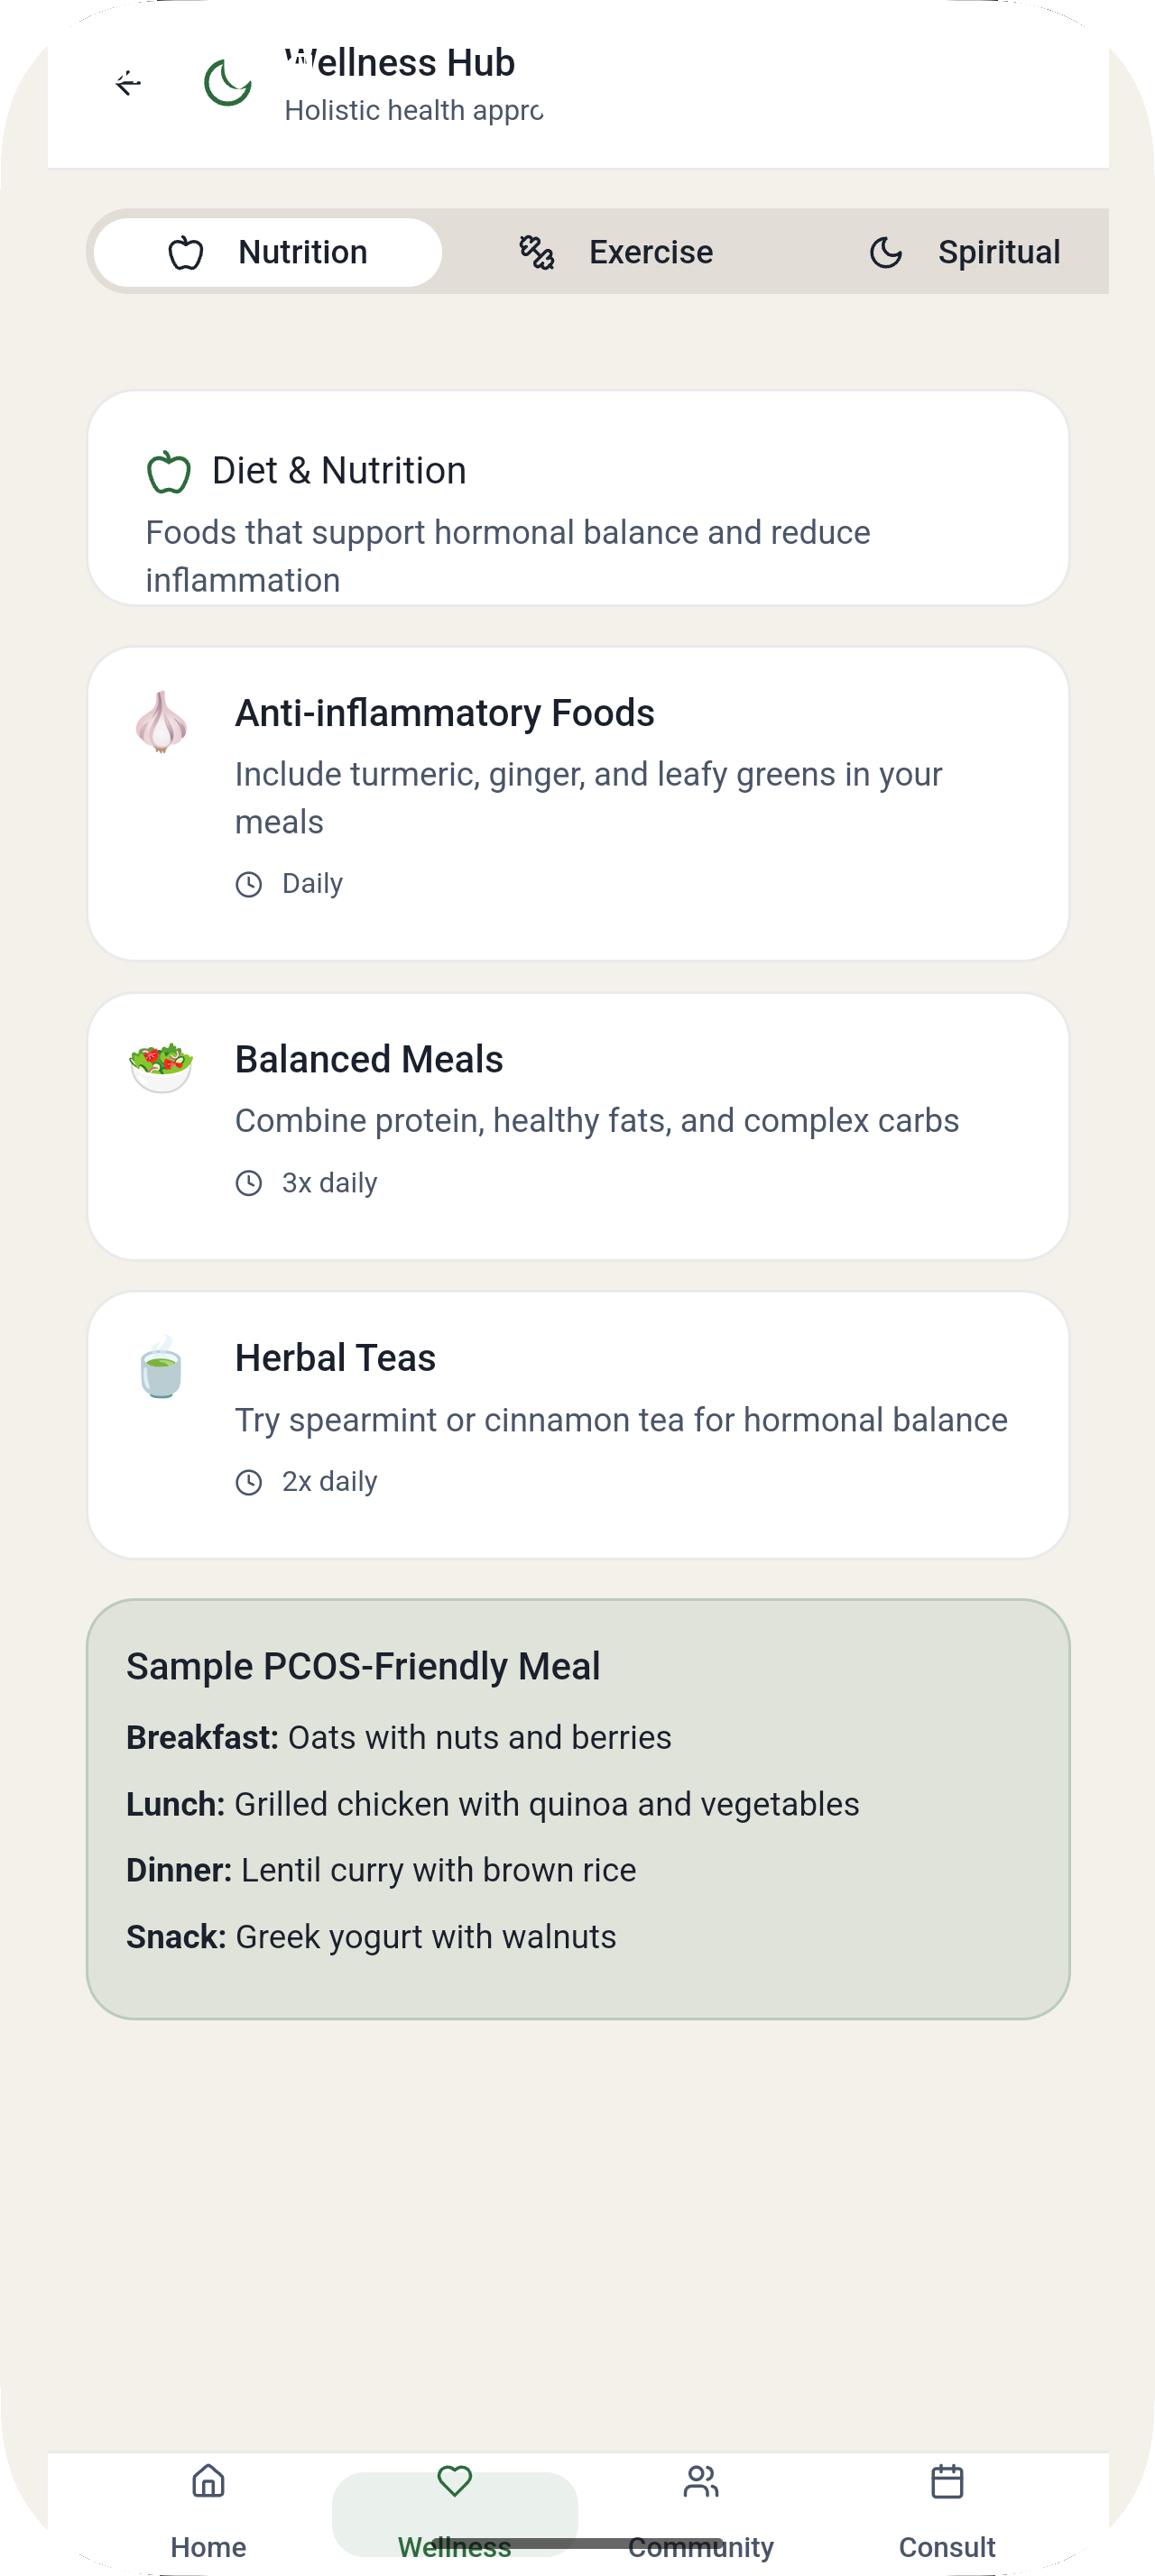 Wellness Hub
Holistic health appro
Nutrition
Exercise
Spiritual
Diet & Nutrition
Foods that support hormonal balance and reduce
inflammation
Anti-inflammatory Foods
Include turmeric, ginger, and leafy greens in your
meals
Daily
Balanced Meals
Combine protein, healthy fats, and complex carbs
3x daily
Herbal Teas
Try spearmint or cinnamon tea for hormonal balance
2x daily
Sample PCOS-Friendly Meal
Breakfast: Oats with nuts and berries
Lunch: Grilled chicken with quinoa and vegetables
Dinner: Lentil curry with brown rice
Snack: Greek yogurt with walnuts
Home
Wellness
Community
Consult